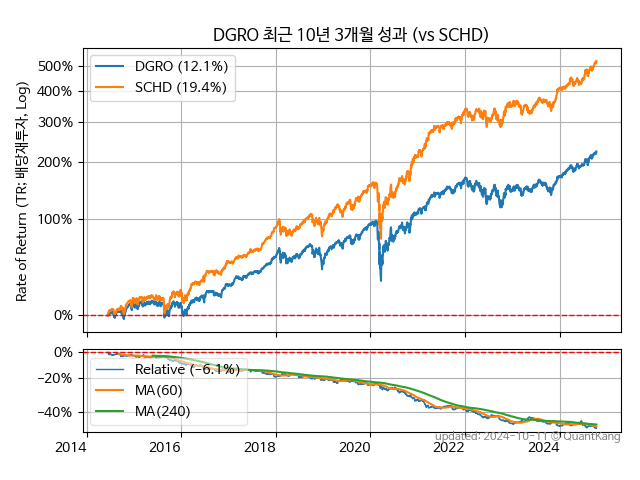 DGRO 최근 10년 3개월 성과 (vs SCHD)
Rate of Return (TR: 배당재투자, Log)
500%
400%
300%
200%
100%
0%
DGRO (12.1%)
SCHD (19.4%)
0%
−20%
−40%
Relative (−6.1%)
MA(60)
MA(240)
2014 2016 2018 2020 2022 2024
updated: 2024-10-11 © QuantKang